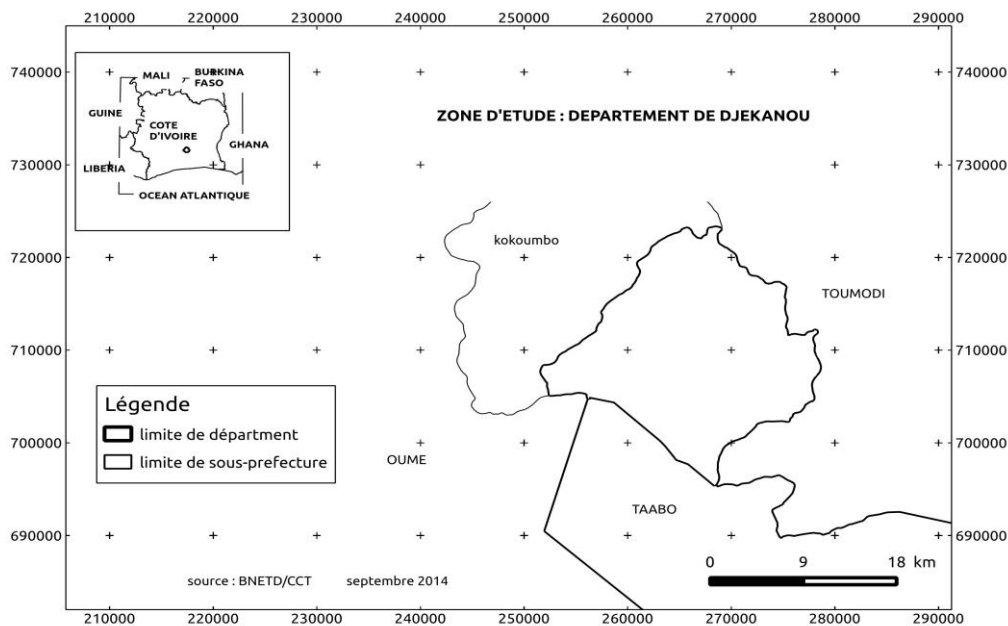 210000 220000 230000 240000 250000 260000 270000 280000 290000
740000 740000
MALI
BURKINA
FASO
GUINE
COTE
D'IVOIRE
GHANA
LIBERIA
OCEAN ATLANTIQUE
ZONE D'ETUDE : DEPARTEMENT DE DJEKANOU
730000 730000
kokoumbo
720000 720000
TOUMODI
710000 710000
Légende
limite de départment
limite de sous-prefecture
700000 700000
OUME
TAABO
690000 690000
0 9 18 km
source : BNETD/CCT septembre 2014
210000 220000 230000 240000 250000 260000 270000 280000 290000